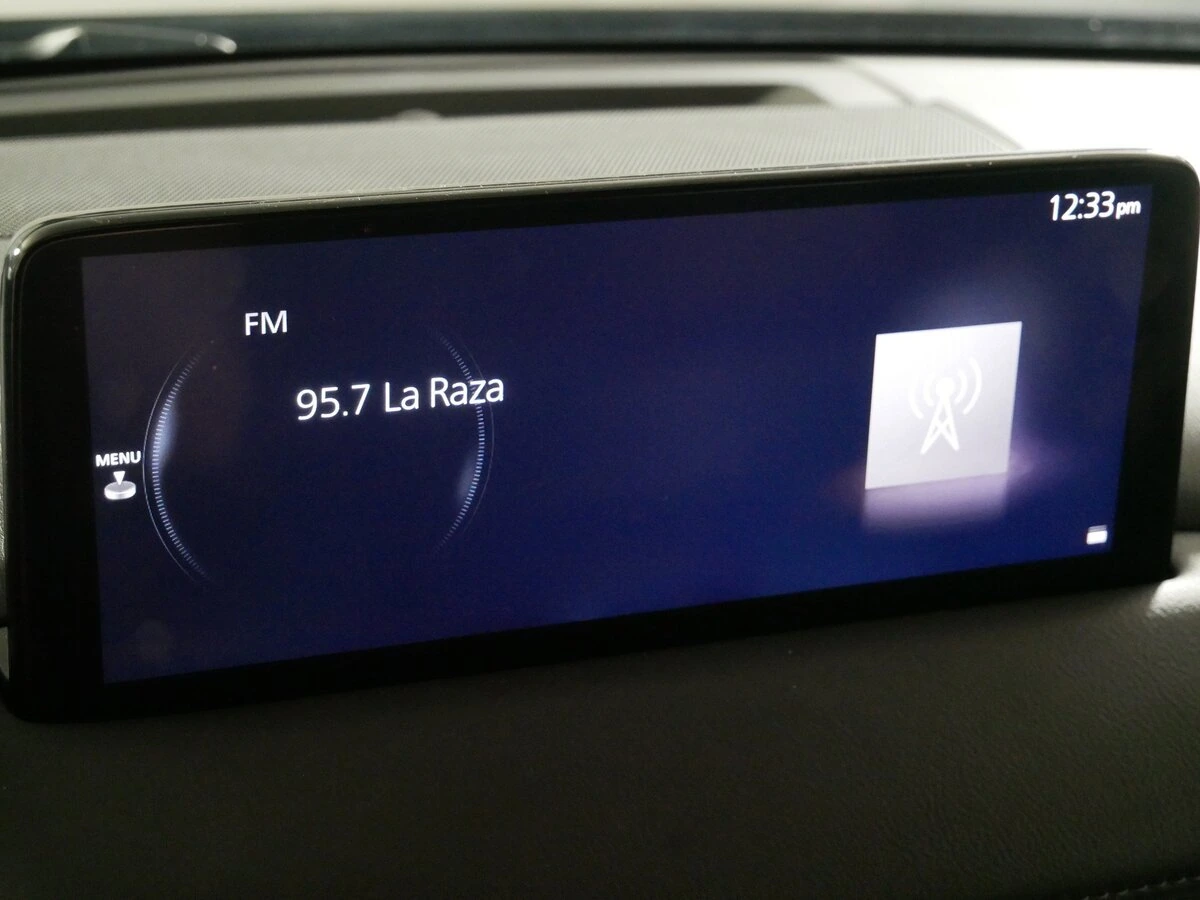 12:33pm
FM
95.7 La Raza
MENU